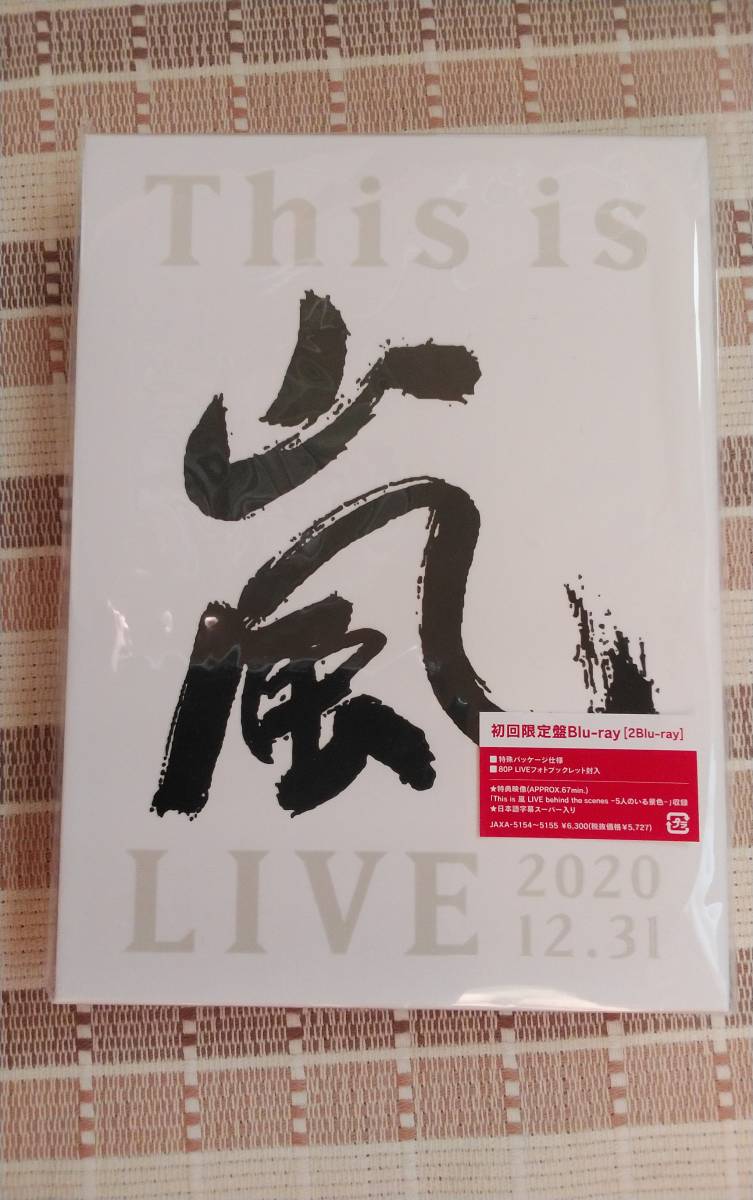 This is
嵐
LIVE 2020
12.31
初回限定盤Blu-ray [2Blu-ray]
■特殊パッケージ仕様
■80P LIVEフォトブックレット封入
★特典映像(APPROX.67min.)
「This is 嵐 LIVE behind the scenes -5人のいる景色-」収録
★日本語字幕スーパー入り
JAXA-5154〜5155 ¥6,300(税抜価格¥5,727)
プラ